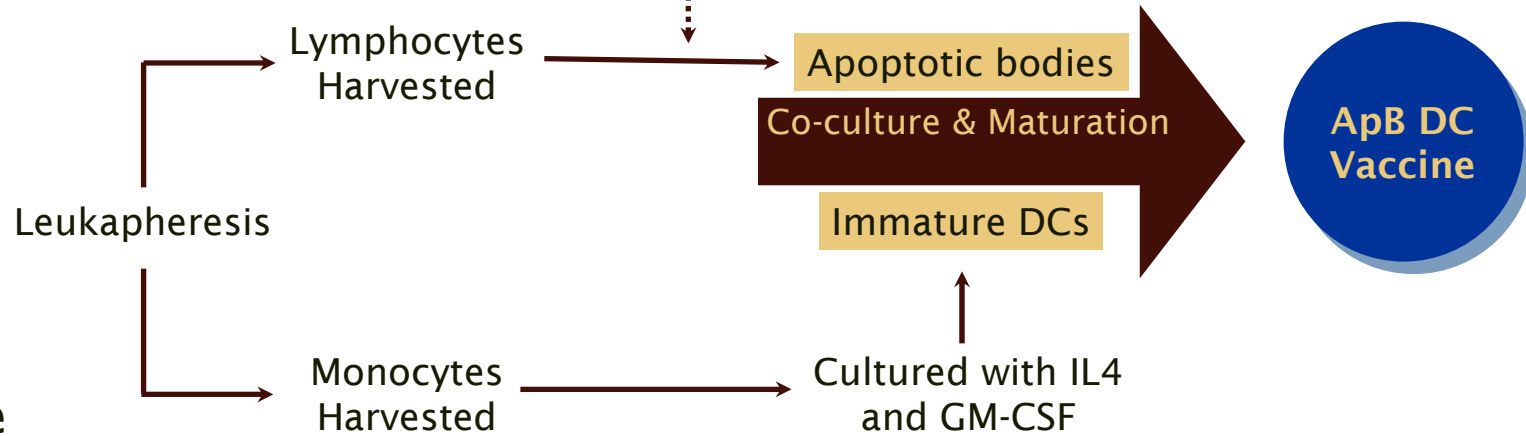 Lymphocytes
Harvested
Apoptotic bodies
Co-culture & Maturation
ApB DC
Vaccine
Leukapheresis
Immature DCs
Monocytes
Harvested
Cultured with IL4
and GM-CSF
e